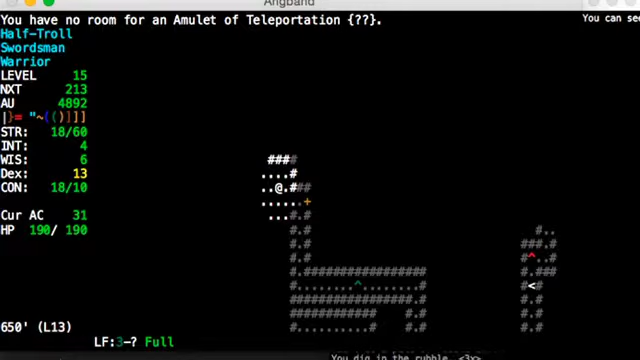 Angband
You have no room for an Amulet of Teleportation {??}.
You can see
Half-Troll
Swordsman
Warrior
LEVEL 15
NXT 213
AU 4892
|}= "~(()]]]
STR: 18/60
INT: 4
WIS: 6
Dex: 13
CON: 18/10
Cur AC 31
HP 190/ 190
####
....#
..@.###
.....+
...#.#
#.#
#.#
#.#
#################
#.......^.......#
###############.#
########## #.#
#.........# #.#
#..
###.#
#^..#
#.###
#<#
#.#
#.#
#.#
650' (L13)
LF:3-? Full
You dig in the rubble. <3x>